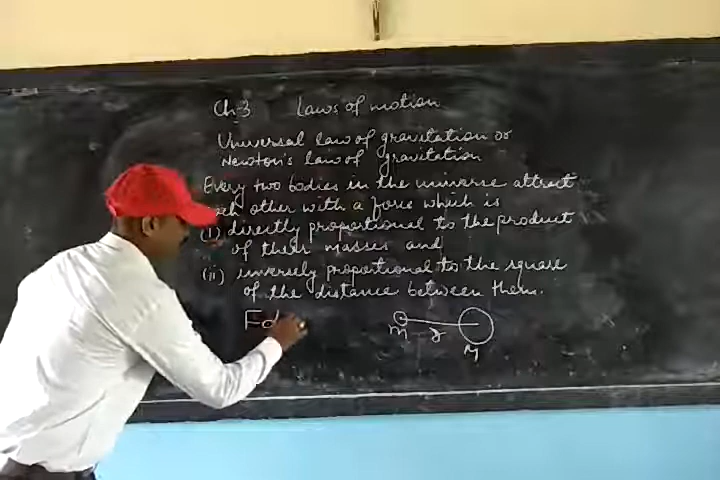 Ch-3 Laws of motion
Universal law of gravitation or
Newton's law of gravitation
Every two bodies in the universe attract
each other with a force which is
(i) directly proportional to the product
of their masses and
(ii) inversely proportional to the square
of the distance between them.
F∝
m r
M